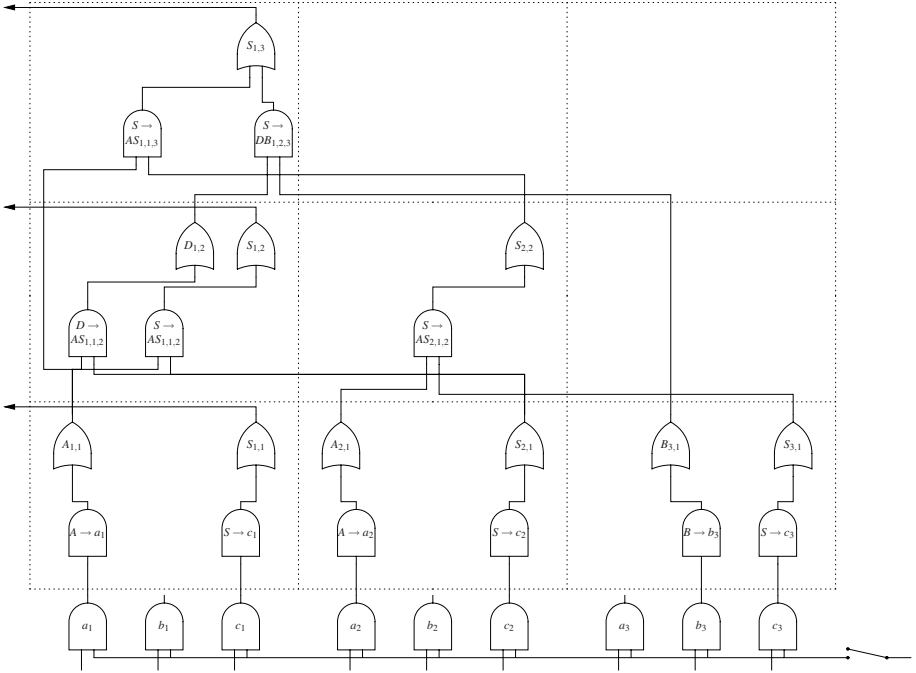 S₁,₃
S →
AS₁,₁,₃
S →
DB₁,₂,₃
D₁,₂
S₁,₂
S₂,₂
D →
AS₁,₁,₂
S →
AS₁,₁,₂
S →
AS₂,₁,₂
A₁,₁
S₁,₁
A₂,₁
S₂,₁
B₃,₁
S₃,₁
A → a₁
S → c₁
A → a₂
S → c₂
B → b₃
S → c₃
a₁
b₁
c₁
a₂
b₂
c₂
a₃
b₃
c₃